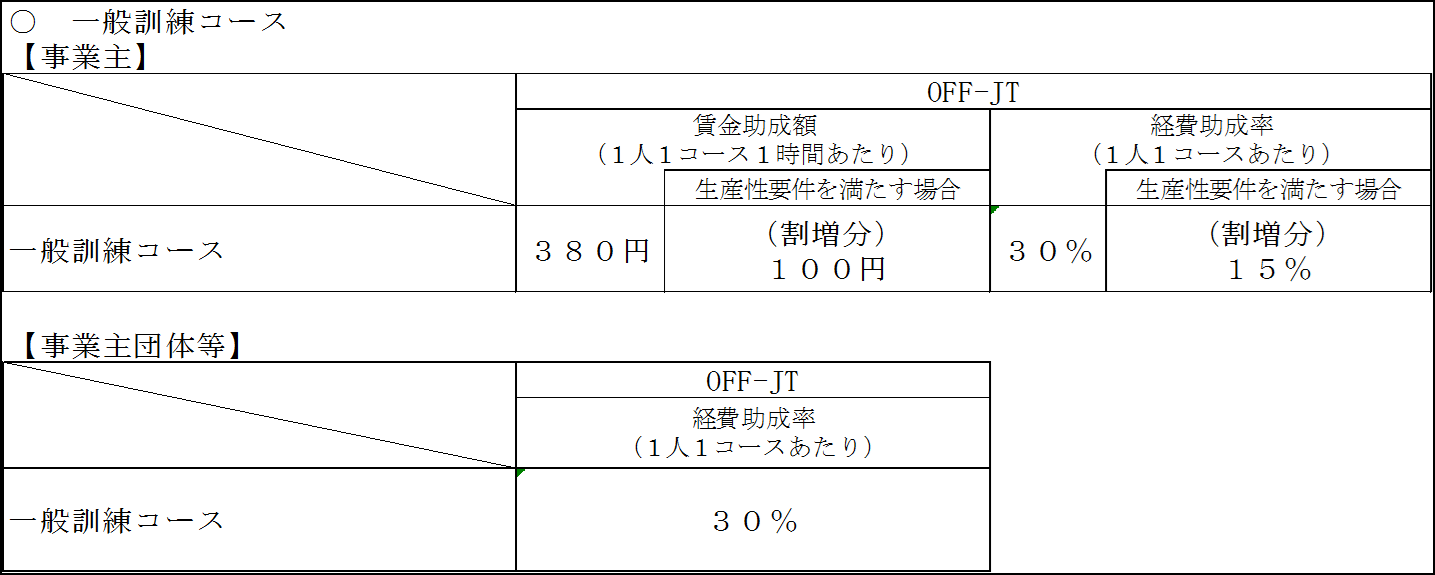 ○　一般訓練コース
【事業主】
OFF-JT
賃金助成額
（１人１コース１時間あたり）
経費助成率
（１人１コースあたり）
生産性要件を満たす場合
生産性要件を満たす場合
一般訓練コース
３８０円
（割増分）
１００円
３０％
（割増分）
１５％
【事業主団体等】
OFF-JT
経費助成率
（１人１コースあたり）
一般訓練コース
３０％